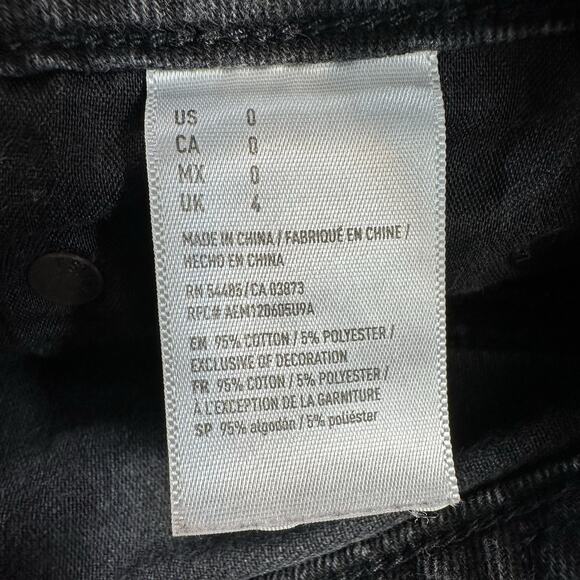 US 0
CA 0
MX 0
UK 4
MADE IN CHINA / FABRIQUÉ EN CHINE /
HECHO EN CHINA
RN 54485/CA 03873
RPC# AEM120605U9A
EN 95% COTTON / 5% POLYESTER /
EXCLUSIVE OF DECORATION
FR 95% COTON / 5% POLYESTER /
À L'EXCEPTION DE LA GARNITURE
SP 95% algodón / 5% poliéster